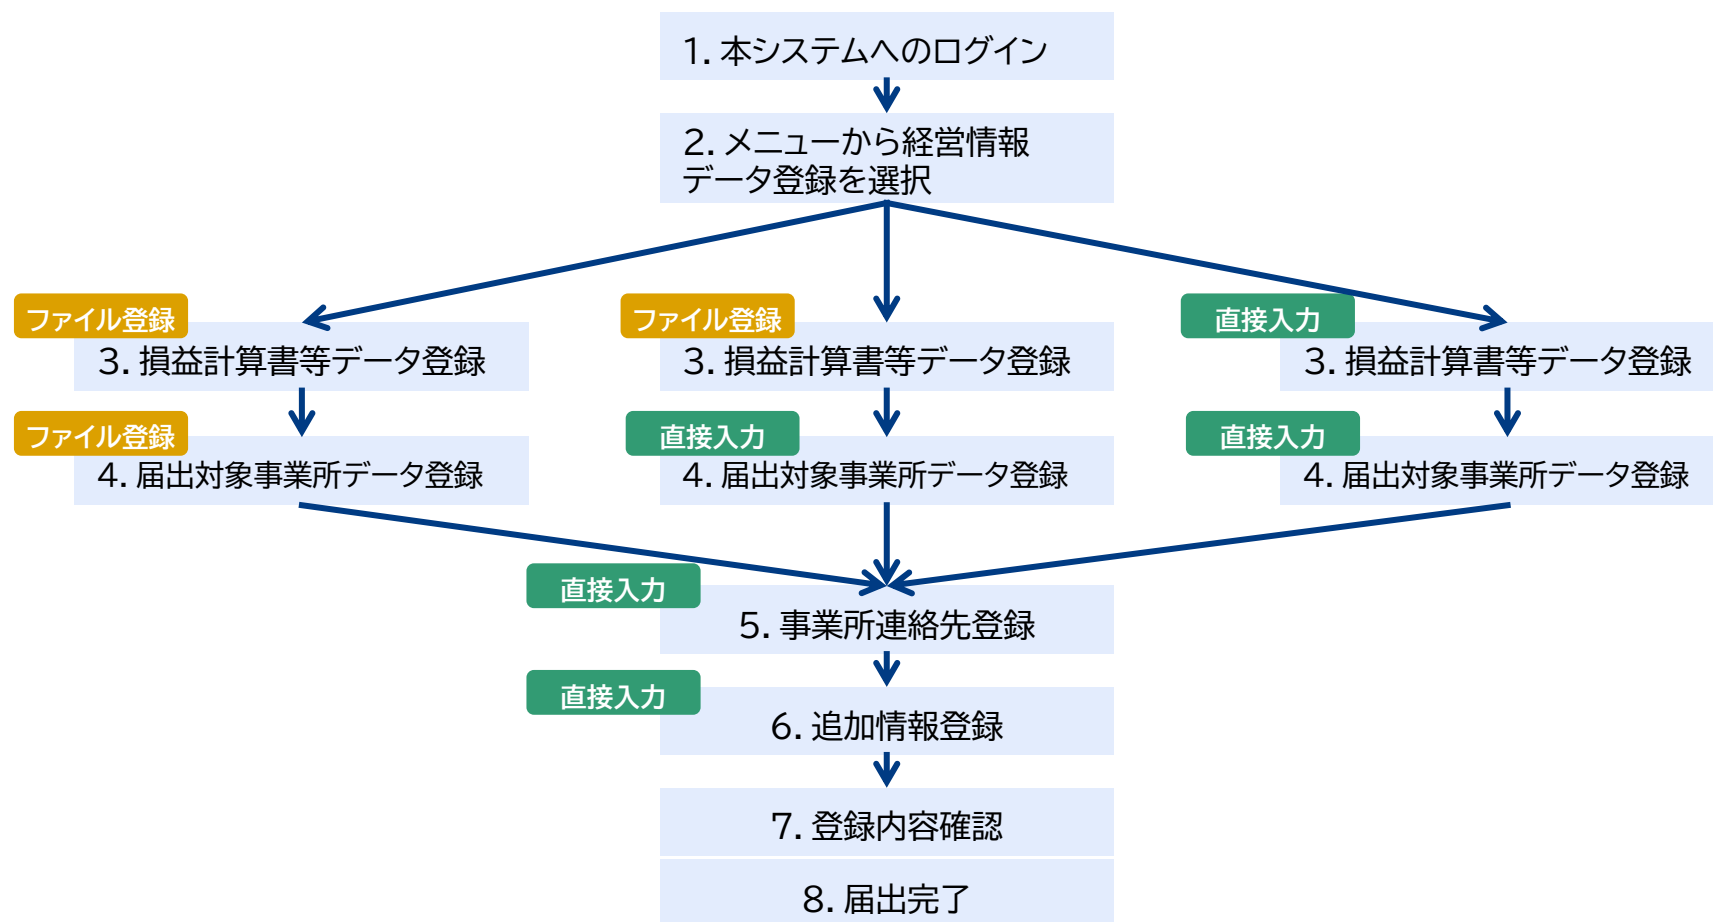 1. 本システムへのログイン
2. メニューから経営情報
データ登録を選択
ファイル登録
3. 損益計算書等データ登録
ファイル登録
3. 損益計算書等データ登録
直接入力
3. 損益計算書等データ登録
ファイル登録
4. 届出対象事業所データ登録
直接入力
4. 届出対象事業所データ登録
直接入力
4. 届出対象事業所データ登録
直接入力
5. 事業所連絡先登録
直接入力
6. 追加情報登録
7. 登録内容確認
8. 届出完了